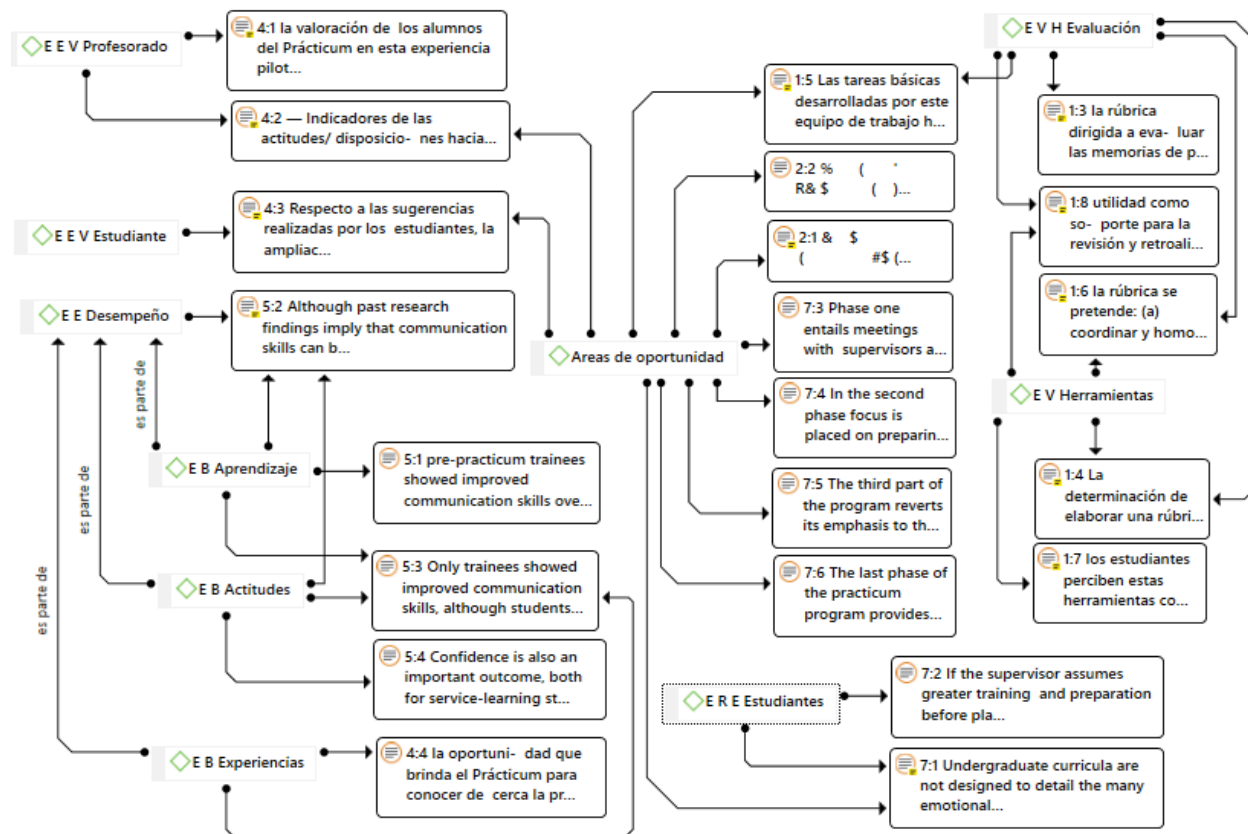 E E V Profesorado
4:1 la valoración de los alumnos
del Prácticum en esta experiencia
pilot...
4:2 — Indicadores de las
actitudes/ disposicio- nes hacia...
E E V Estudiante
4:3 Respecto a las sugerencias
realizadas por los estudiantes, la
ampliac...
E E Desempeño
5:2 Although past research
findings imply that communication
skills can b...
es parte de
es parte de
es parte de
E B Aprendizaje
5:1 pre-practicum trainees
showed improved
communication skills ove...
E B Actitudes
5:3 Only trainees showed
improved communication
skills, although students...
5:4 Confidence is also an
important outcome, both
for service-learning st...
E B Experiencias
4:4 la oportuni- dad que
brinda el Prácticum para
conocer de cerca la pr...
Areas de oportunidad
1:5 Las tareas básicas
desarrolladas por este
equipo de trabajo h...
2:2 % ( '
R& $ ( )...
2:1 & $
( #$ (...
7:3 Phase one
entails meetings
with supervisors a...
7:4 In the second
phase focus is
placed on preparin...
7:5 The third part of
the program reverts
its emphasis to th...
7:6 The last phase of
the practicum
program provides...
E R E Estudiantes
7:2 If the supervisor assumes
greater training and preparation
before pla...
7:1 Undergraduate curricula are
not designed to detail the many
emotional...
E V H Evaluación
1:3 la rúbrica
dirigida a eva- luar
las memorias de p...
1:8 utilidad como
so- porte para la
revisión y retroali...
1:6 la rúbrica se
pretende: (a)
coordinar y homo...
E V Herramientas
1:4 La
determinación de
elaborar una rúbri...
1:7 los estudiantes
perciben estas
herramientas co...